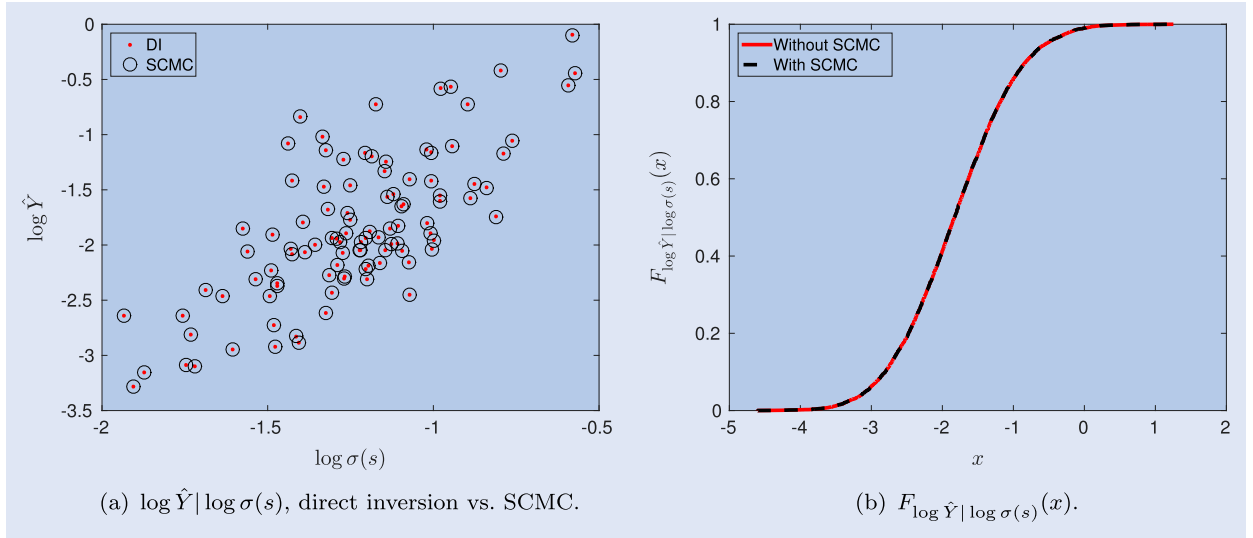 0
-0.5
-1
-1.5
-2
-2.5
-3
-3.5
-2
-1.5
-1
-0.5
DI
SCMC
log Ŷ
log σ(s)
(a) log Ŷ| log σ(s), direct inversion vs. SCMC.
1
0.8
0.6
0.4
0.2
0
-5
-4
-3
-2
-1
0
1
2
Without SCMC
With SCMC
F_{log Ŷ| log σ(s)}(x)
x
(b) F_{log Ŷ| log σ(s)}(x).